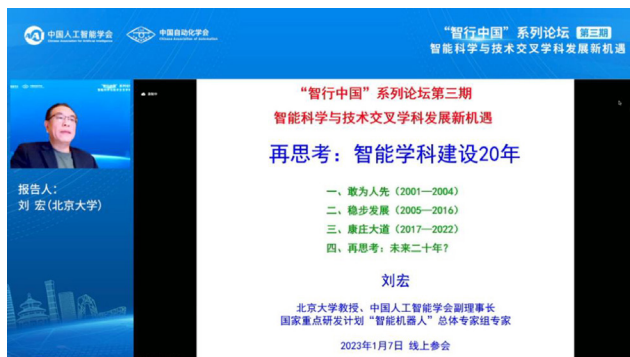 中国人工智能学会
中国自动化学会
“智行中国”系列论坛 第三期
智能科学与技术交叉学科发展新机遇
报告人：
刘 宏(北京大学)
“智行中国”系列论坛第三期
智能科学与技术交叉学科发展新机遇
再思考：智能学科建设20年
一、敢为人先（2001—2004）
二、稳步发展（2005—2016）
三、康庄大道（2017—2022）
四、再思考：未来二十年？
刘宏
北京大学教授、中国人工智能学会副理事长
国家重点研发计划“智能机器人”总体专家组专家
2023年1月7日 线上参会